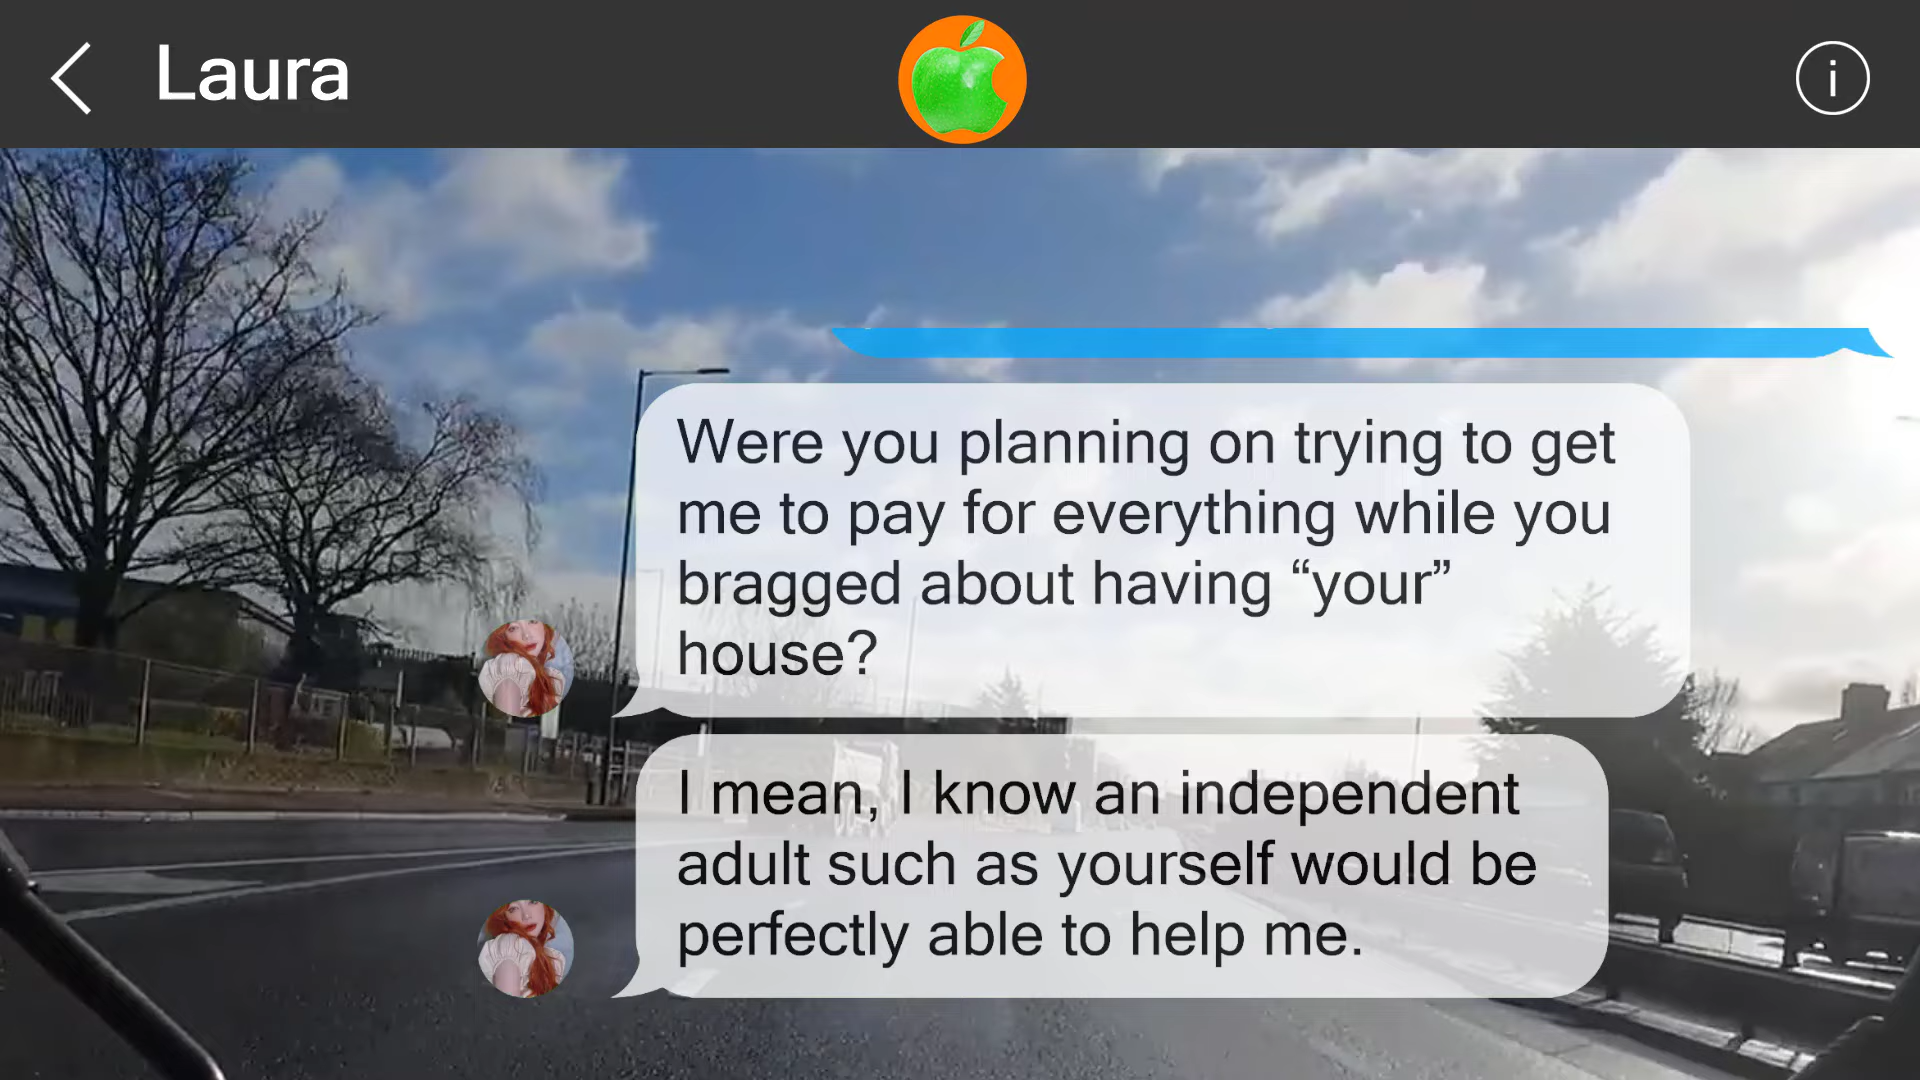 Laura
i
Were you planning on trying to get
me to pay for everything while you
bragged about having “your”
house?
I mean, I know an independent
adult such as yourself would be
perfectly able to help me.